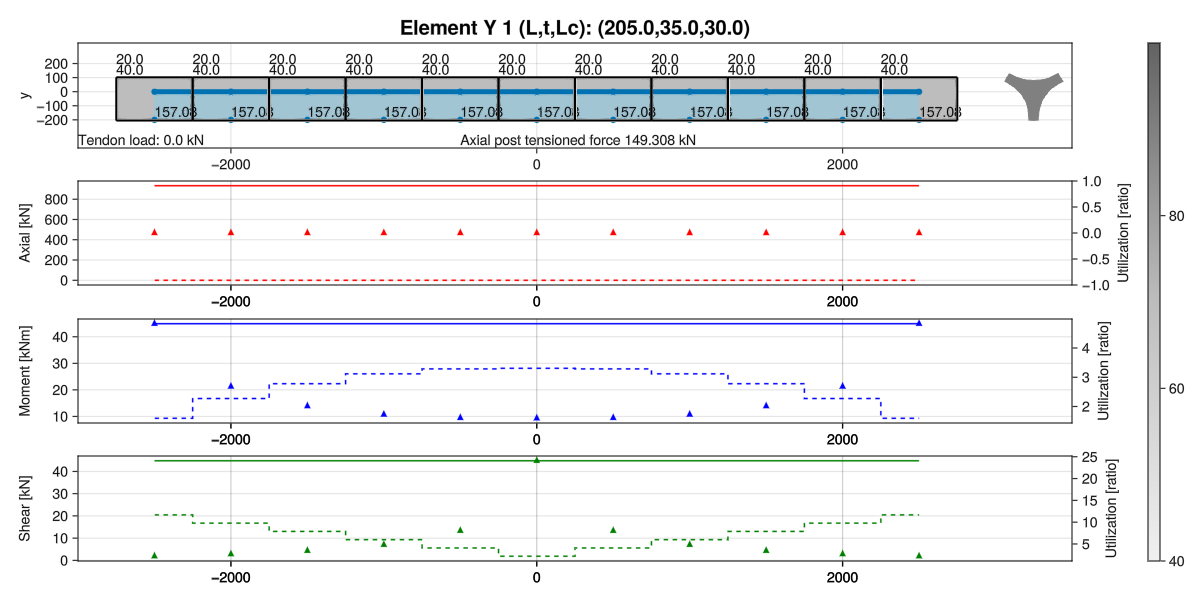 Element Y 1 (L,t,Lc): (205.0,35.0,30.0)
20.0 20.0 20.0 20.0 20.0 20.0 20.0 20.0 20.0 20.0 20.0
40.0 40.0 40.0 40.0 40.0 40.0 40.0 40.0 40.0 40.0 40.0
200
100
0
−100
−200
y
157.08 157.08 157.08 157.08 157.08 157.08 157.08 157.08 157.08 157.08 157.08
Tendon load: 0.0 kN
Axial post tensioned force 149.308 kN
−2000 0 2000
Axial [kN]
800
600
400
200
0
1.0
0.5
0.0
−0.5
−1.0
Utilization [ratio]
−2000 0 2000
Moment [kNm]
40
30
20
10
4
3
2
Utilization [ratio]
−2000 0 2000
Shear [kN]
40
30
20
10
0
25
20
15
10
5
Utilization [ratio]
−2000 0 2000
80
60
40